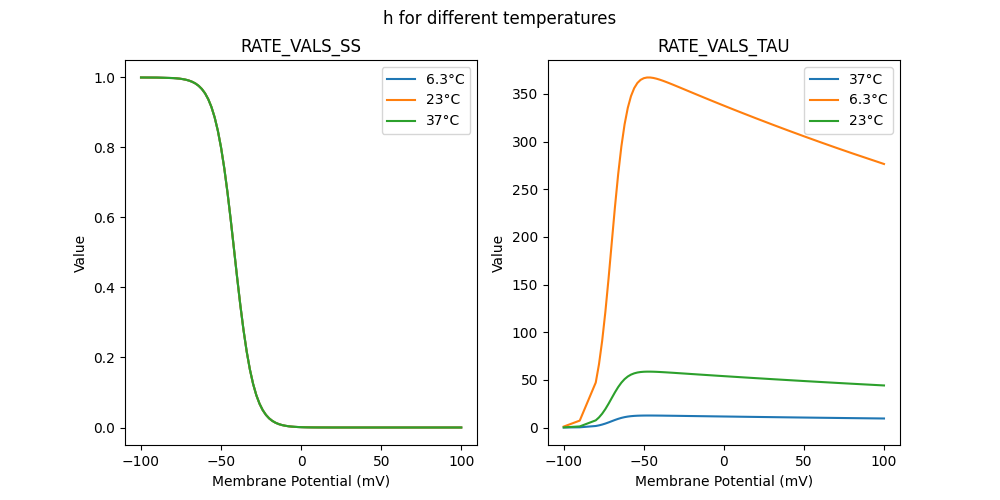 h for different temperatures
RATE_VALS_SS
1.0
0.8
0.6
0.4
0.2
0.0
Value
−100
−50
0
50
100
Membrane Potential (mV)
6.3°C
23°C
37°C
RATE_VALS_TAU
350
300
250
200
150
100
50
0
Value
−100
−50
0
50
100
Membrane Potential (mV)
37°C
6.3°C
23°C